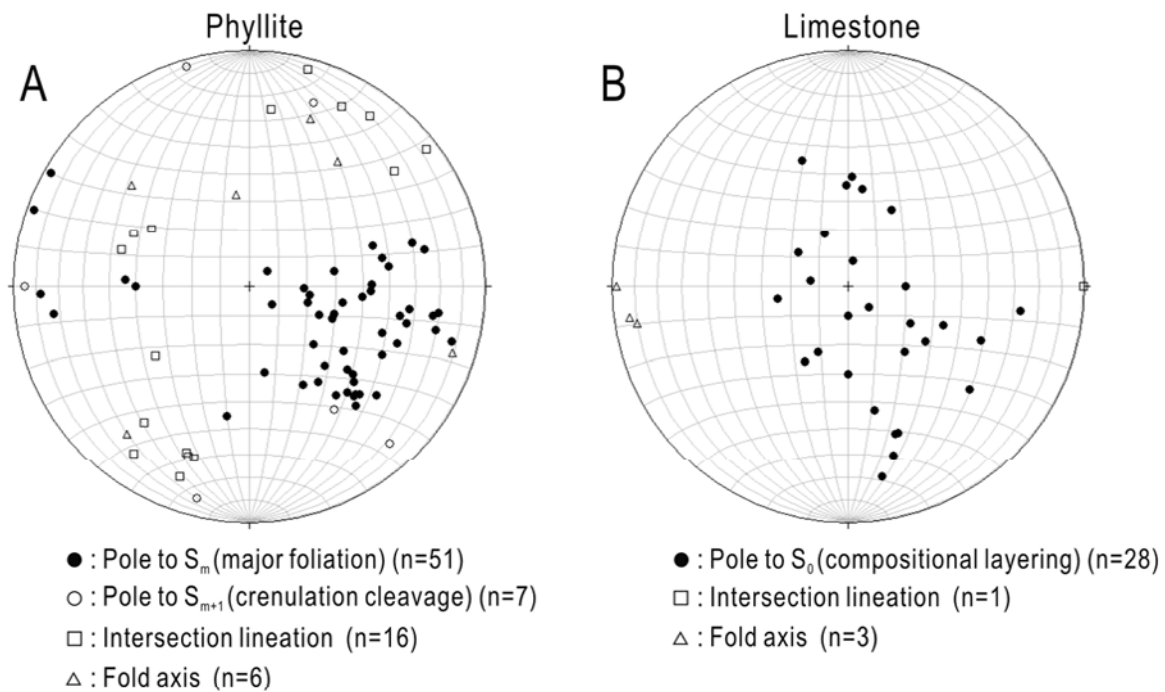 Phyllite
Limestone
A
B
● : Pole to Sm (major foliation) (n=51)
○ : Pole to Sm+1 (crenulation cleavage) (n=7)
□ : Intersection lineation (n=16)
△ : Fold axis (n=6)
● : Pole to S0 (compositional layering) (n=28)
□ : Intersection lineation (n=1)
△ : Fold axis (n=3)